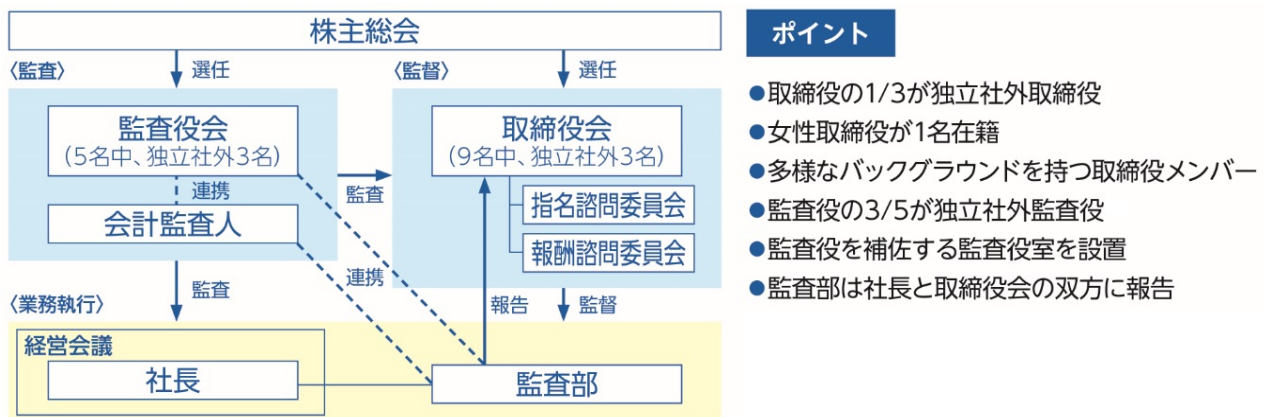 株主総会
〈監査〉
選任
〈監督〉
選任
監査役会
(5名中、独立社外3名)
連携
会計監査人
監査
取締役会
(9名中、独立社外3名)
指名諮問委員会
報酬諮問委員会
監査
連携
報告
監督
〈業務執行〉
経営会議
社長
監査部
ポイント
●取締役の1/3が独立社外取締役
●女性取締役が1名在籍
●多様なバックグラウンドを持つ取締役メンバー
●監査役の3/5が独立社外監査役
●監査役を補佐する監査役室を設置
●監査部は社長と取締役会の双方に報告